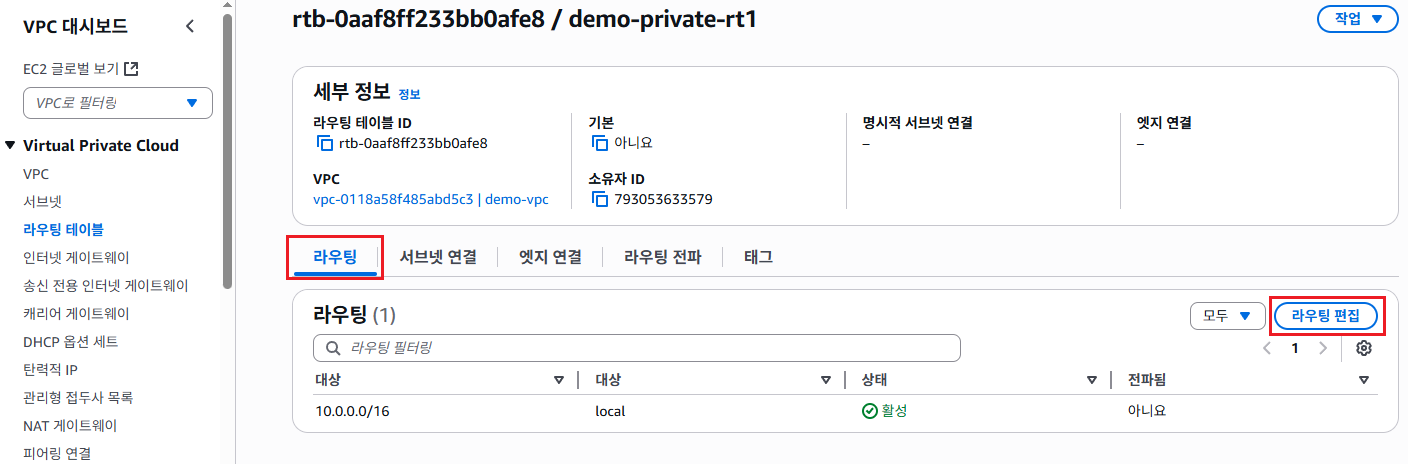 VPC 대시보드
EC2 글로벌 보기
VPC로 필터링
Virtual Private Cloud
VPC
서브넷
라우팅 테이블
인터넷 게이트웨이
송신 전용 인터넷 게이트웨이
캐리어 게이트웨이
DHCP 옵션 세트
탄력적 IP
관리형 접두사 목록
NAT 게이트웨이
피어링 연결
rtb-0aaf8ff233bb0afe8 / demo-private-rt1
작업
세부 정보 정보
라우팅 테이블 ID
rtb-0aaf8ff233bb0afe8
기본
아니요
명시적 서브넷 연결
–
엣지 연결
–
VPC
vpc-0118a58f485abd5c3 | demo-vpc
소유자 ID
793053633579
라우팅 서브넷 연결 엣지 연결 라우팅 전파 태그
라우팅 (1)
모두
라우팅 편집
라우팅 필터링
1
대상 대상 상태 전파됨
10.0.0.0/16 local 활성 아니요